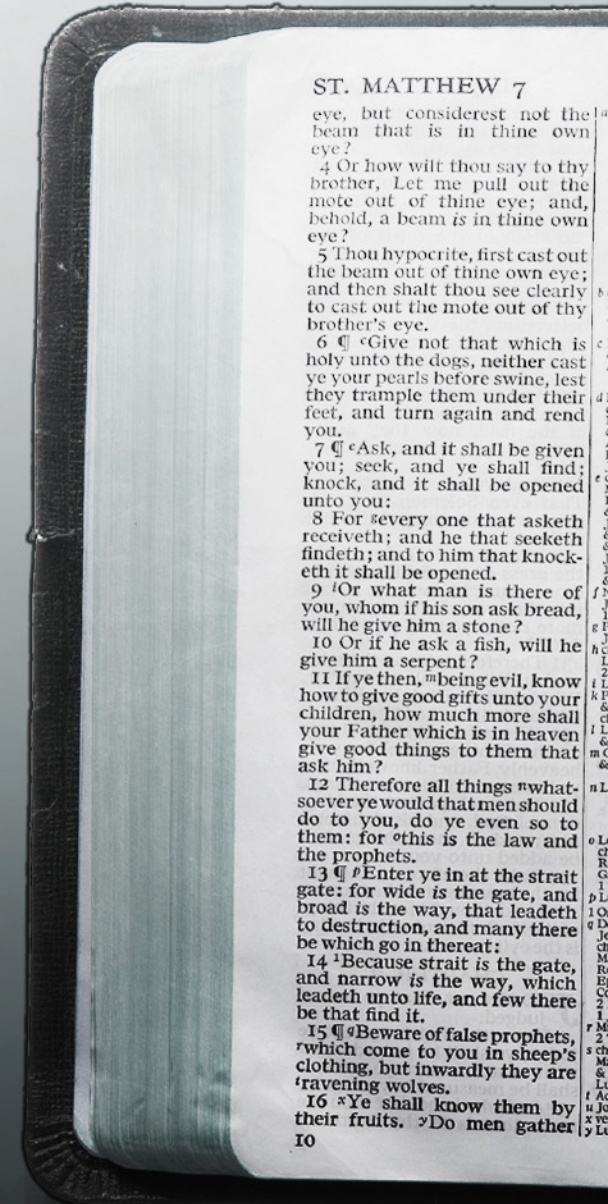 ST. MATTHEW 7
eye, but considerest not the
beam that is in thine own
eye?
4 Or how wilt thou say to thy
brother, Let me pull out the
mote out of thine eye; and,
behold, a beam is in thine own
eye?
5 Thou hypocrite, first cast out
the beam out of thine own eye;
and then shalt thou see clearly
to cast out the mote out of thy
brother's eye.
6 ¶ cGive not that which is
holy unto the dogs, neither cast
ye your pearls before swine, lest
they trample them under their
feet, and turn again and rend
you.
7 ¶ eAsk, and it shall be given
you; seek, and ye shall find;
knock, and it shall be opened
unto you:
8 For gevery one that asketh
receiveth; and he that seeketh
findeth; and to him that knock-
eth it shall be opened.
9 iOr what man is there of
you, whom if his son ask bread,
will he give him a stone?
10 Or if he ask a fish, will he
give him a serpent?
11 If ye then, mbeing evil, know
how to give good gifts unto your
children, how much more shall
your Father which is in heaven
give good things to them that
ask him?
12 Therefore all things nwhat-
soever ye would that men should
do to you, do ye even so to
them: for othis is the law and
the prophets.
13 ¶ pEnter ye in at the strait
gate: for wide is the gate, and
broad is the way, that leadeth
to destruction, and many there
be which go in thereat:
14 1Because strait is the gate,
and narrow is the way, which
leadeth unto life, and few there
be that find it.
15 ¶ qBeware of false prophets,
rwhich come to you in sheep's
clothing, but inwardly they are
travening wolves.
16 xYe shall know them by
their fruits. yDo men gather
10